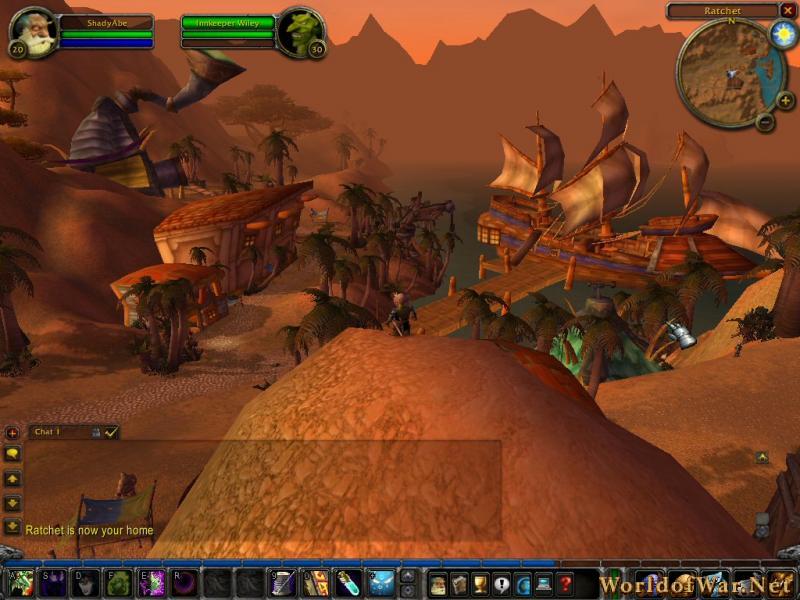 ShadyAbe
Innkeeper Wiley
Ratchet
N
20
30
Chat 1
Ratchet is now your home
S
D
F
E
R
WorldofWar.Net